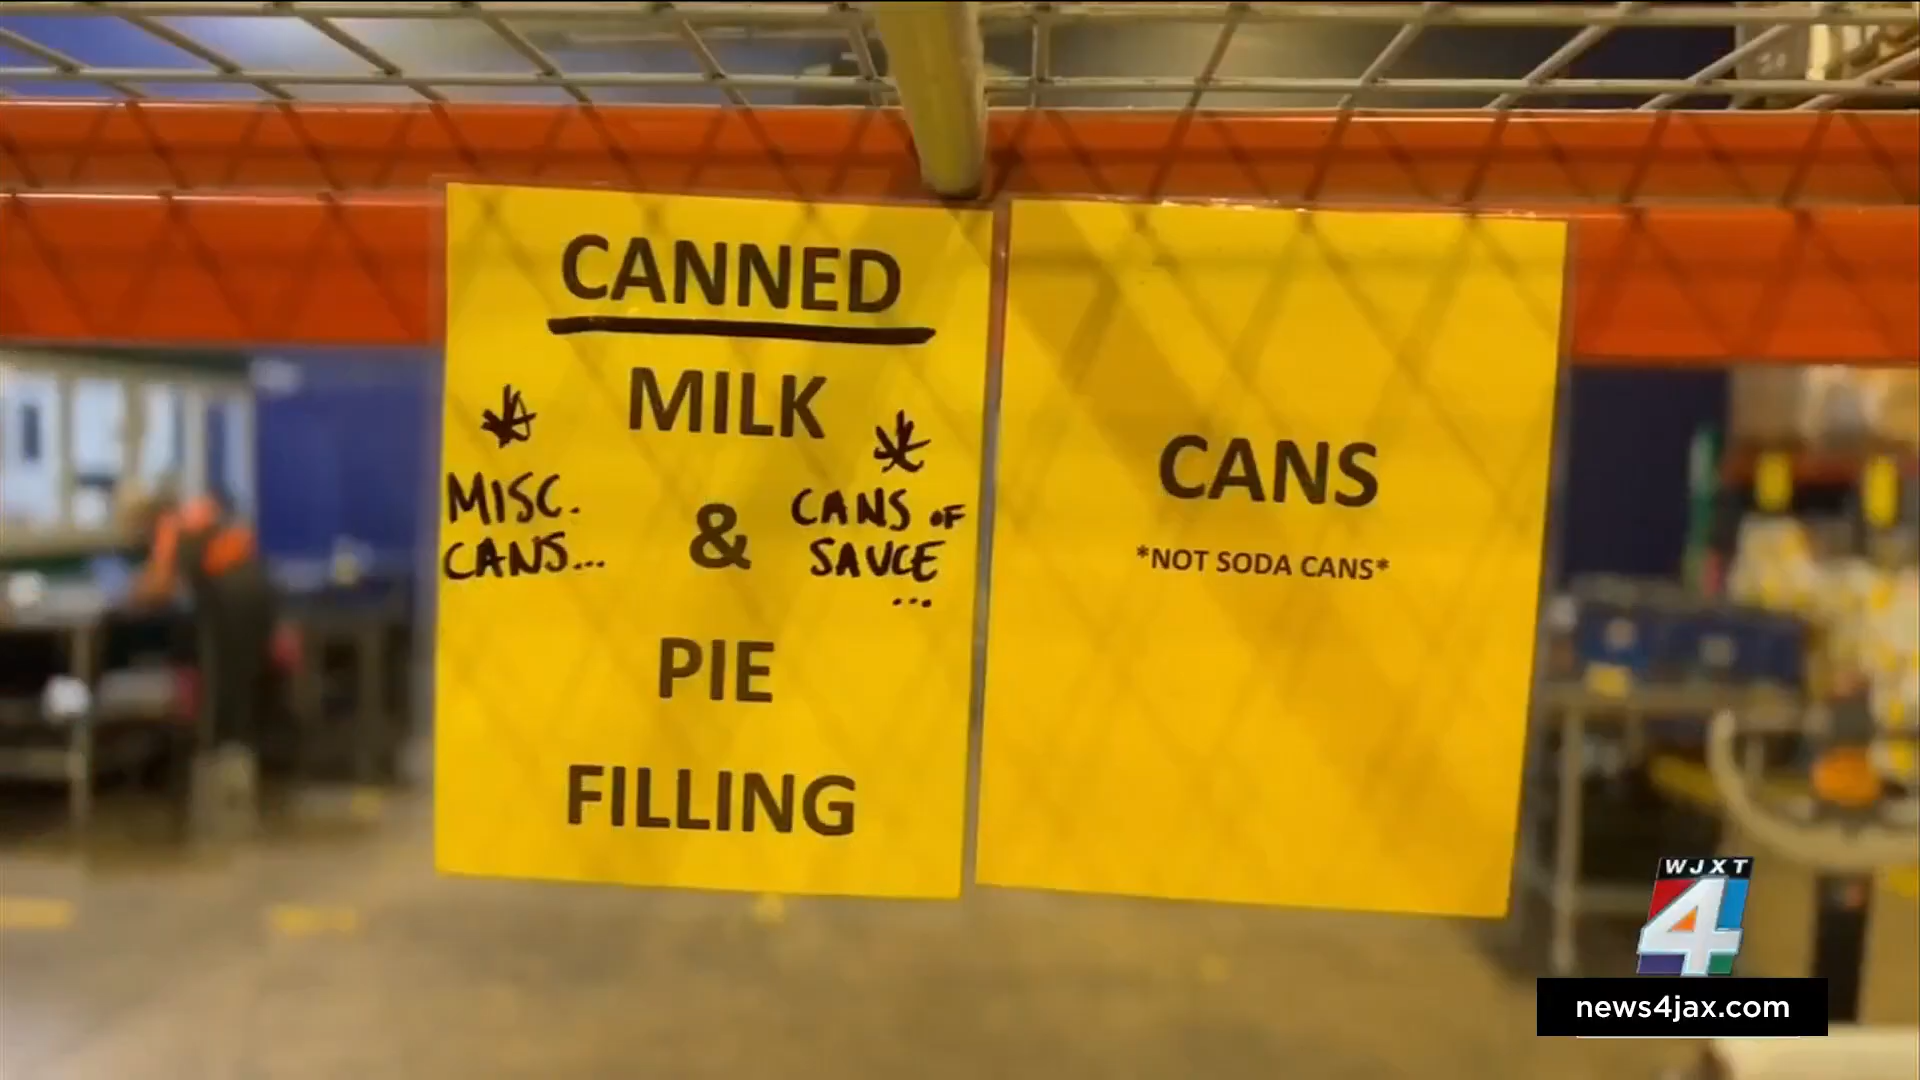 CANNED
MILK
&
PIE
FILLING
* MISC.
CANS...
* CANS OF
SAUCE
...
CANS
*NOT SODA CANS*
WJXT
4
news4jax.com